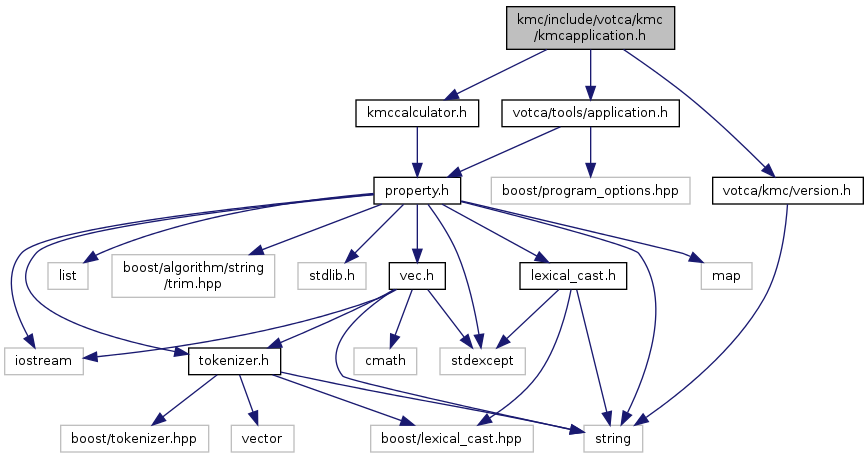 kmc/include/votca/kmc
/kmcapplication.h
kmccalculator.h
votca/tools/application.h
property.h
boost/program_options.hpp
votca/kmc/version.h
list
boost/algorithm/string
/trim.hpp
stdlib.h
vec.h
lexical_cast.h
map
iostream
tokenizer.h
cmath
stdexcept
boost/tokenizer.hpp
vector
boost/lexical_cast.hpp
string